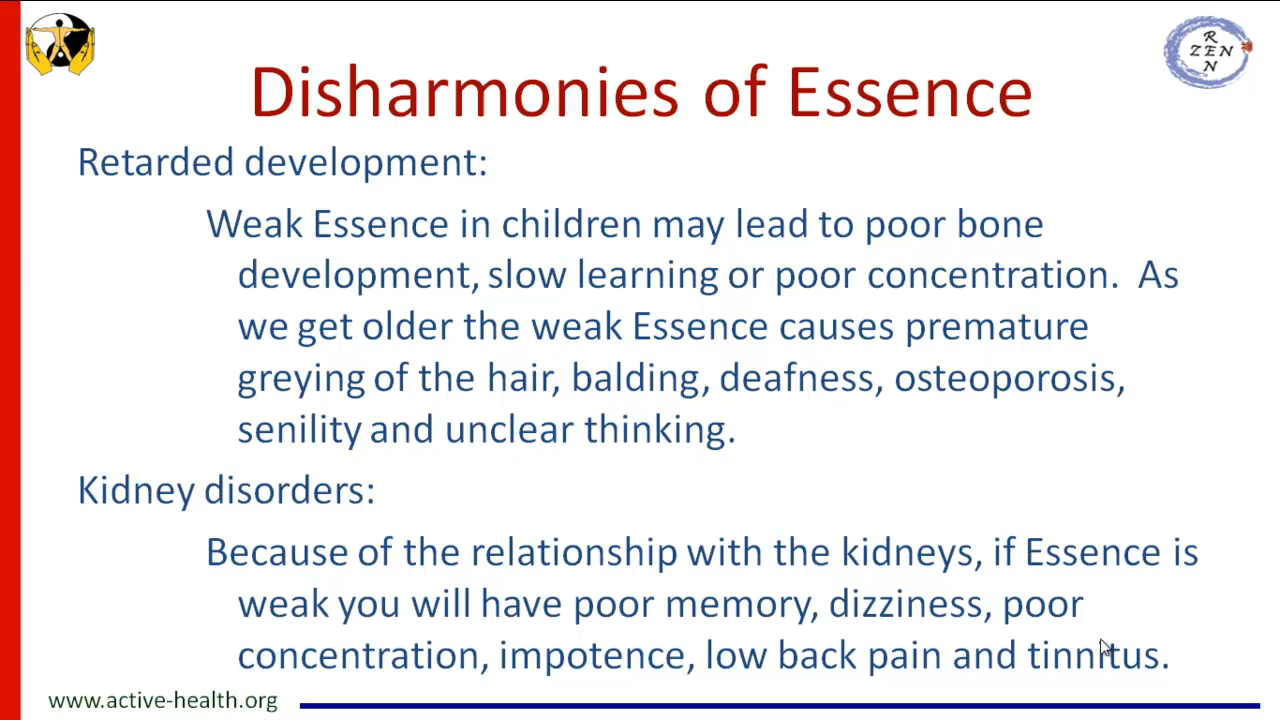 R
ZEN
N
Disharmonies of Essence
Retarded development:
Weak Essence in children may lead to poor bone
development, slow learning or poor concentration.  As
we get older the weak Essence causes premature
greying of the hair, balding, deafness, osteoporosis,
senility and unclear thinking.
Kidney disorders:
Because of the relationship with the kidneys, if Essence is
weak you will have poor memory, dizziness, poor
concentration, impotence, low back pain and tinnitus.
www.active-health.org